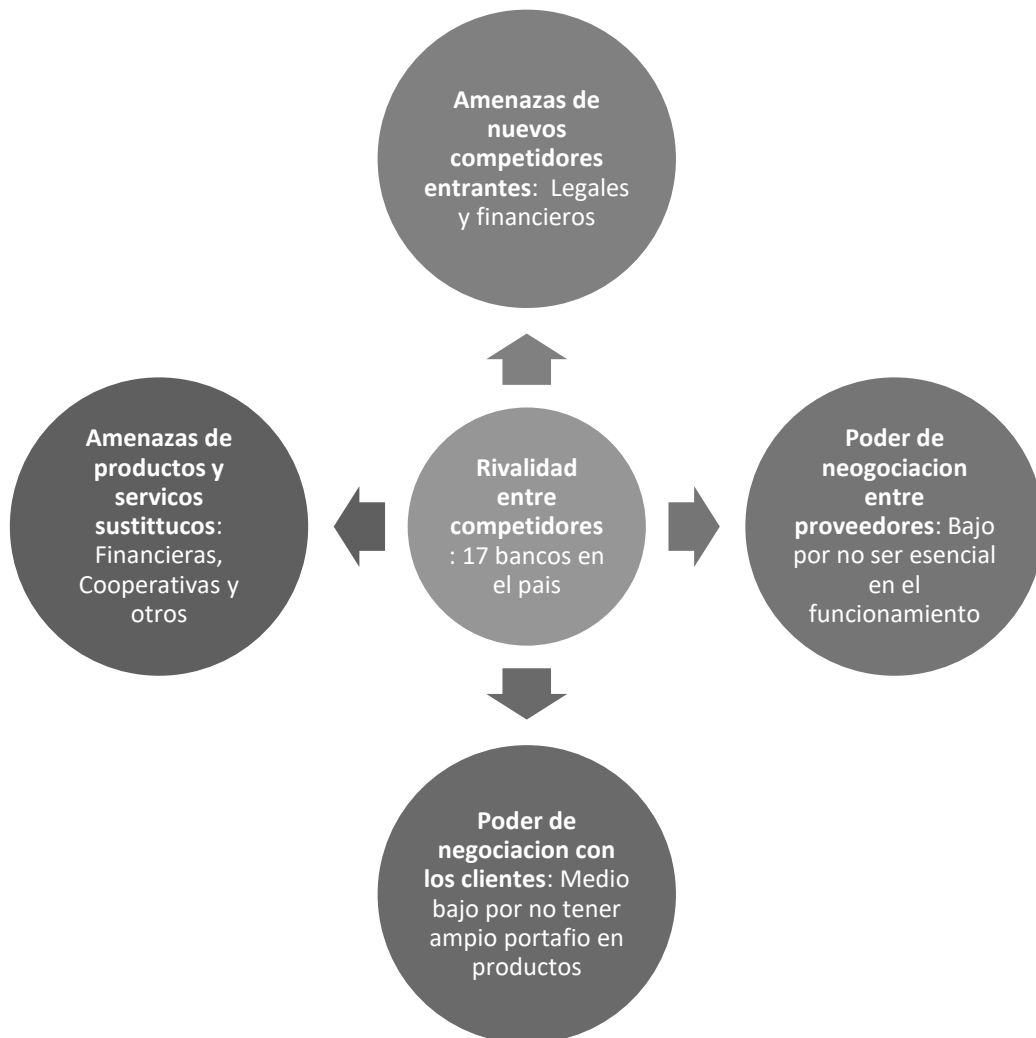 Amenazas de
nuevos
competidores
entrantes: Legales
y financieros
Amenazas de
productos y
servicos
sustittucos:
Financieras,
Cooperativas y
otros
Rivalidad
entre
competidores
: 17 bancos en
el pais
Poder de
neogociacion
entre
proveedores: Bajo
por no ser esencial
en el
funcionamiento
Poder de
negociacion con
los clientes: Medio
bajo por no tener
ampio portafio en
productos